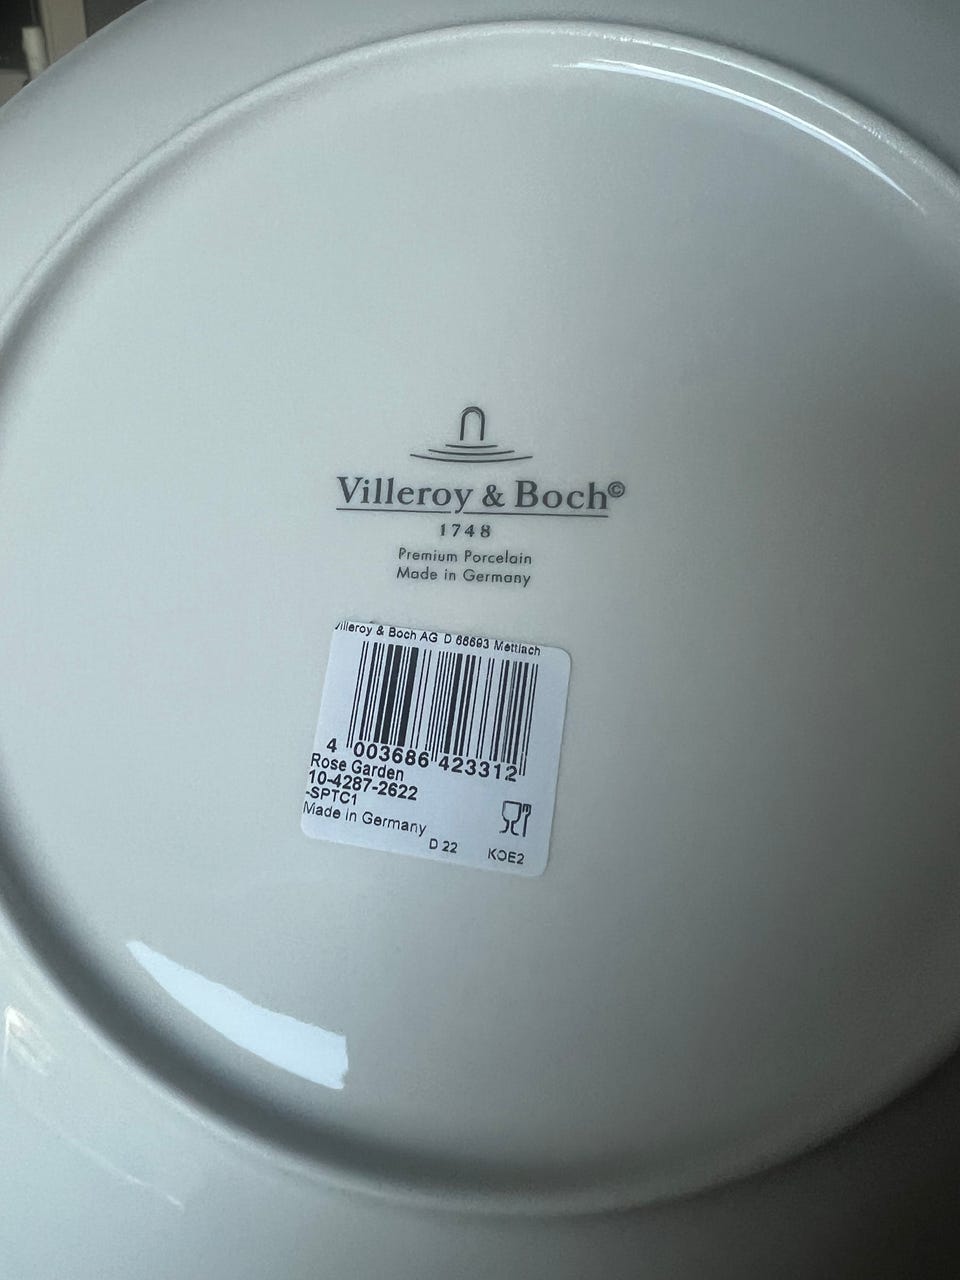 Villeroy & Boch©
1748
Premium Porcelain
Made in Germany
Villeroy & Boch AG D 66693 Mettlach
4 003686 423312
Rose Garden
10-4287-2622
-SPTC1
Made in Germany
D 22 KOE2